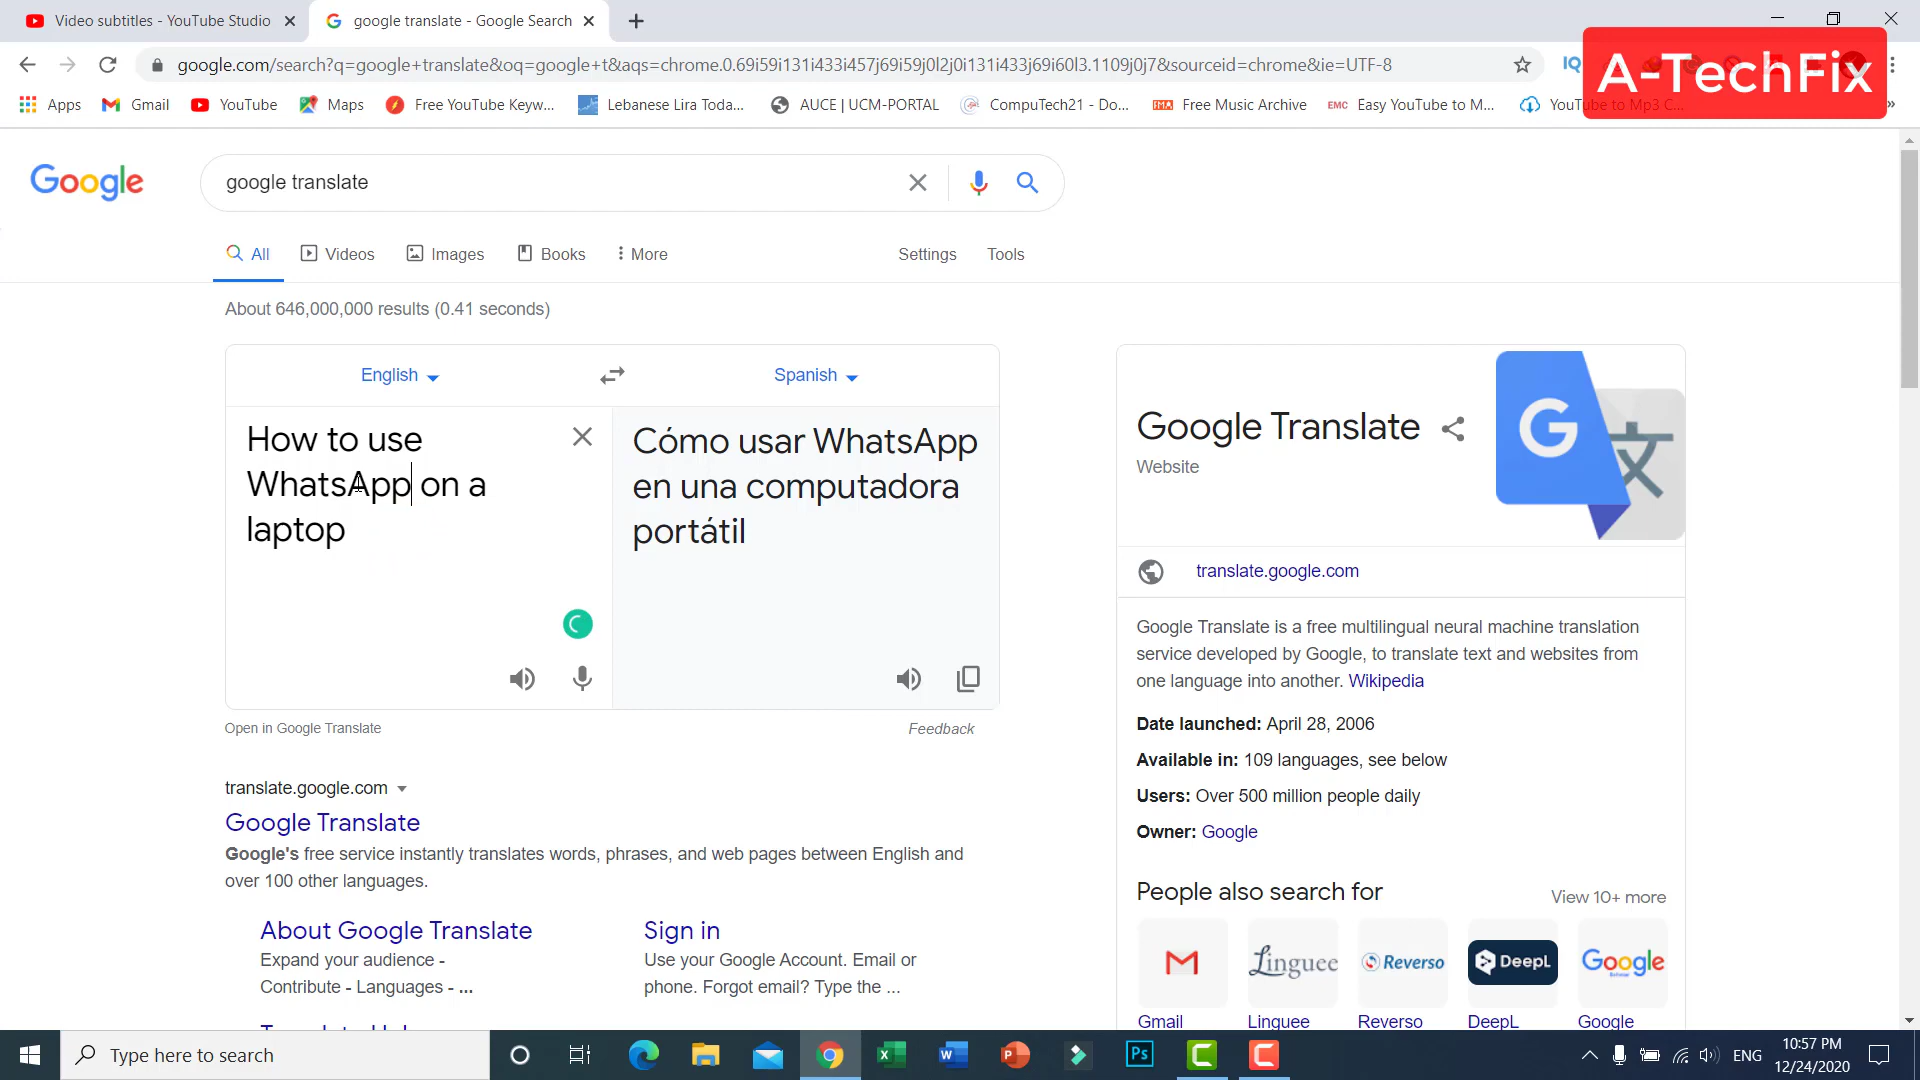 Video subtitles - YouTube Studio
google translate - Google Search
google.com/search?q=google+translate&oq=google+t&aqs=chrome.0.69i59i131i433i457j69i59j0l2j0i131i433j69i60l3.1109j0j7&sourceid=chrome&ie=UTF-8
IQ
A-TechFix
Apps
Gmail
YouTube
Maps
Free YouTube Keyw...
Lebanese Lira Toda...
AUCE | UCM-PORTAL
CompuTech21 - Do...
Free Music Archive
EMC Easy YouTube to M...
YouTube to Mp3 C...
Google
google translate
All
Videos
Images
Books
More
Settings
Tools
About 646,000,000 results (0.41 seconds)
English
Spanish
How to use
WhatsApp on a
laptop
Cómo usar WhatsApp
en una computadora
portátil
Open in Google Translate
Feedback
translate.google.com
Google Translate
Google's free service instantly translates words, phrases, and web pages between English and
over 100 other languages.
About Google Translate
Expand your audience -
Contribute - Languages - ...
Sign in
Use your Google Account. Email or
phone. Forgot email? Type the ...
Google Translate
Website
translate.google.com
Google Translate is a free multilingual neural machine translation
service developed by Google, to translate text and websites from
one language into another. Wikipedia
Date launched: April 28, 2006
Available in: 109 languages, see below
Users: Over 500 million people daily
Owner: Google
People also search for
View 10+ more
Linguee
Reverso
DeepL
Google
Gmail
Linguee
Reverso
DeepL
Google
Type here to search
Ps
ENG
10:57 PM
12/24/2020